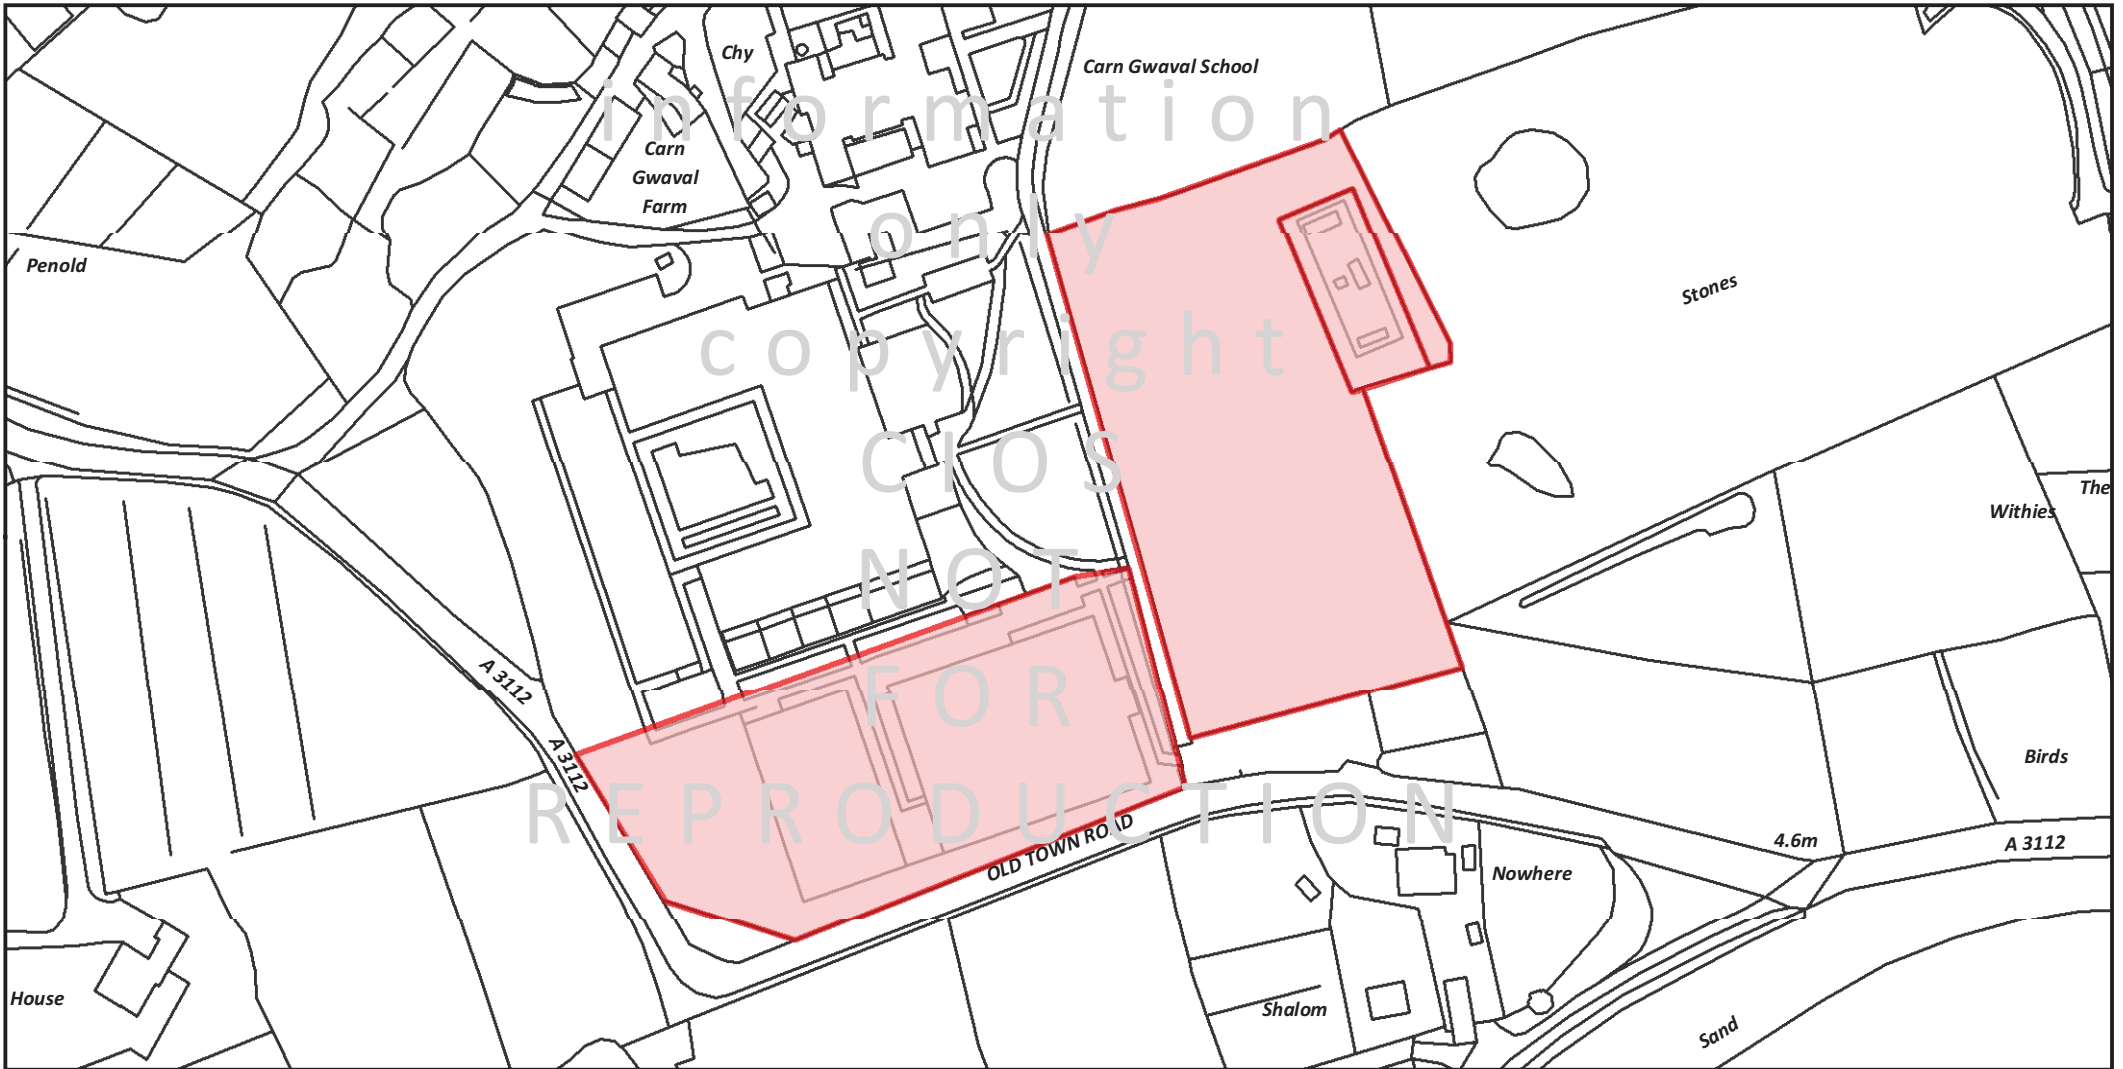 Chy
Carn Gwaval School
information
Carn
Gwaval
Farm
only
Penold
Stones
copyright
CIOS
The
Withies
NOT
A 3112
FOR
A 3112
Birds
REPRODUCTION
OLD TOWN ROAD
4.6m
A 3112
Nowhere
House
Shalom
Sand